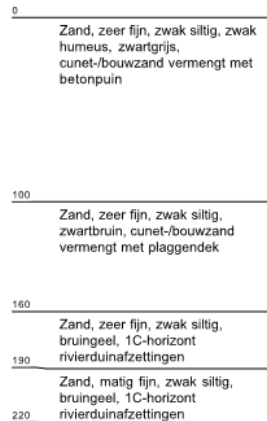 0
Zand, zeer fijn, zwak siltig, zwak
humeus, zwartgrijs,
cunet-/bouwzand vermengt met
betonpuin
100
Zand, zeer fijn, zwak siltig,
zwartbruin, cunet-/bouwzand
vermengt met plaggendek
160
Zand, zeer fijn, zwak siltig,
bruingeel, 1C-horizont
rivierduinafzettingen
190
Zand, matig fijn, zwak siltig,
bruingeel, 1C-horizont
rivierduinafzettingen
220